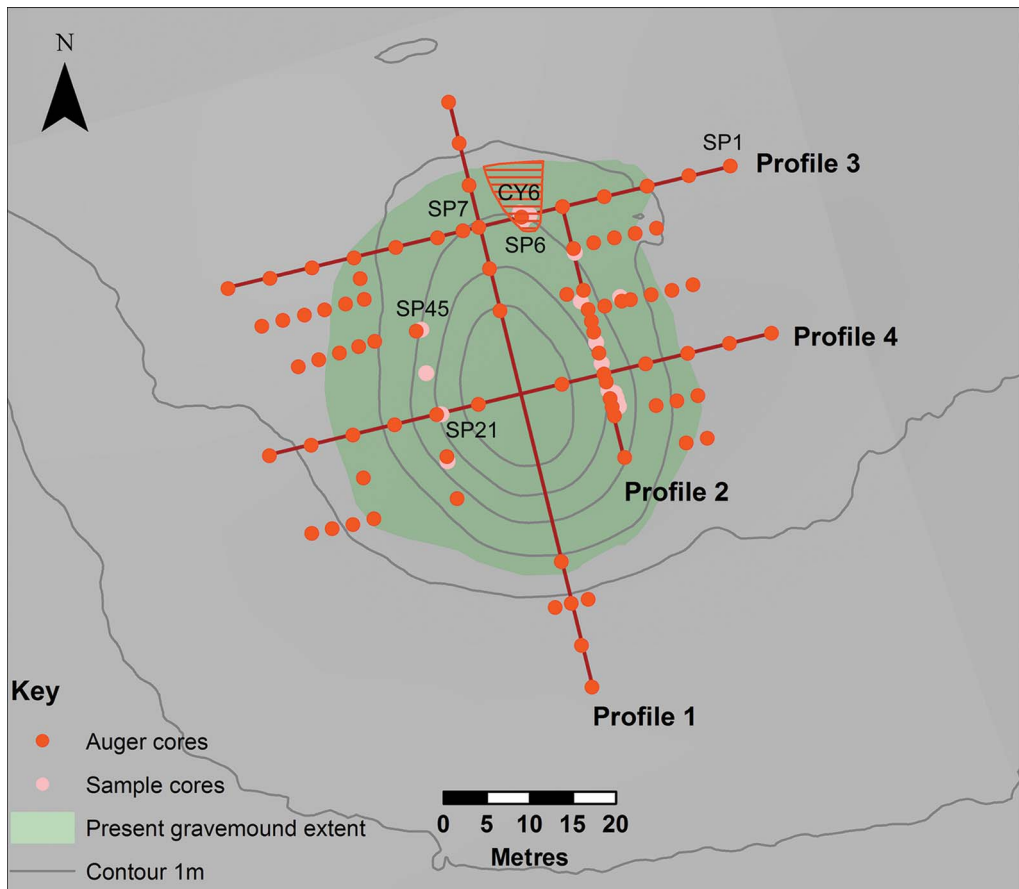 N
SP1
Profile 3
CY6
SP7
SP6
SP45
Profile 4
SP21
Profile 2
Key
Profile 1
Auger cores
Sample cores
Present gravemound extent
Contour 1m
0 5 10 15 20
Metres